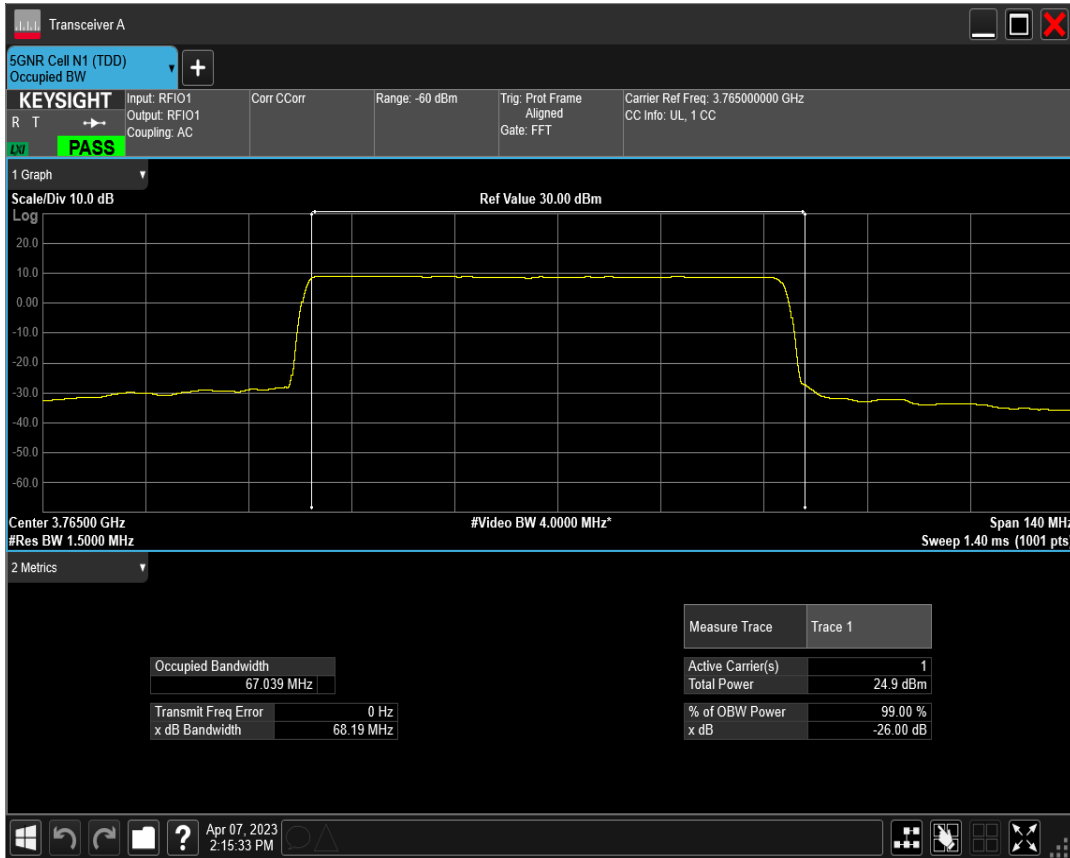 Transceiver A
5GNR Cell N1 (TDD)
Occupied BW
KEYSIGHT
R T
LXI
PASS
Input: RFIO1
Output: RFIO1
Coupling: AC
Corr CCorr
Range: -60 dBm
Trig: Prot Frame
Aligned
Gate: FFT
Carrier Ref Freq: 3.765000000 GHz
CC Info: UL, 1 CC
1 Graph
Scale/Div 10.0 dB
Ref Value 30.00 dBm
Log
20.0
10.0
0.00
-10.0
-20.0
-30.0
-40.0
-50.0
-60.0
Center 3.76500 GHz
#Video BW 4.0000 MHz*
Span 140 MHz
#Res BW 1.5000 MHz
Sweep 1.40 ms (1001 pts)
2 Metrics
Measure Trace Trace 1
Occupied Bandwidth
67.039 MHz
Transmit Freq Error 0 Hz
x dB Bandwidth 68.19 MHz
Active Carrier(s) 1
Total Power 24.9 dBm
% of OBW Power 99.00 %
x dB -26.00 dB
?
Apr 07, 2023
2:15:33 PM